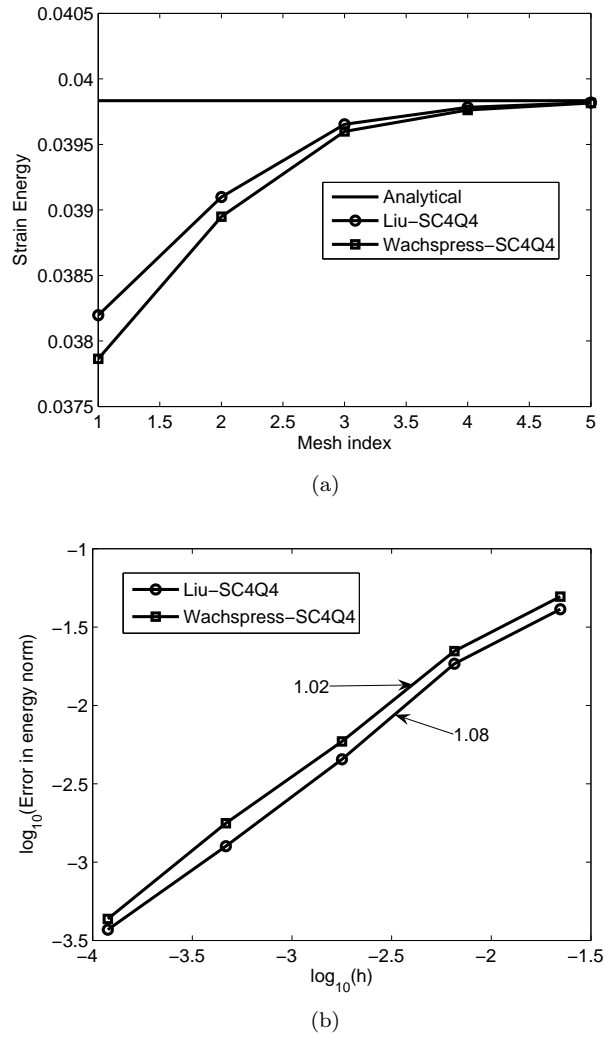 0.0405
0.04
0.0395
0.039
0.0385
0.038
0.0375
Strain Energy
Analytical
Liu−SC4Q4
Wachspress−SC4Q4
1 1.5 2 2.5 3 3.5 4 4.5 5
Mesh index
(a)
−1
−1.5
−2
−2.5
−3
−3.5
log10(Error in energy norm)
Liu−SC4Q4
Wachspress−SC4Q4
1.02
1.08
−4 −3.5 −3 −2.5 −2 −1.5
log10(h)
(b)